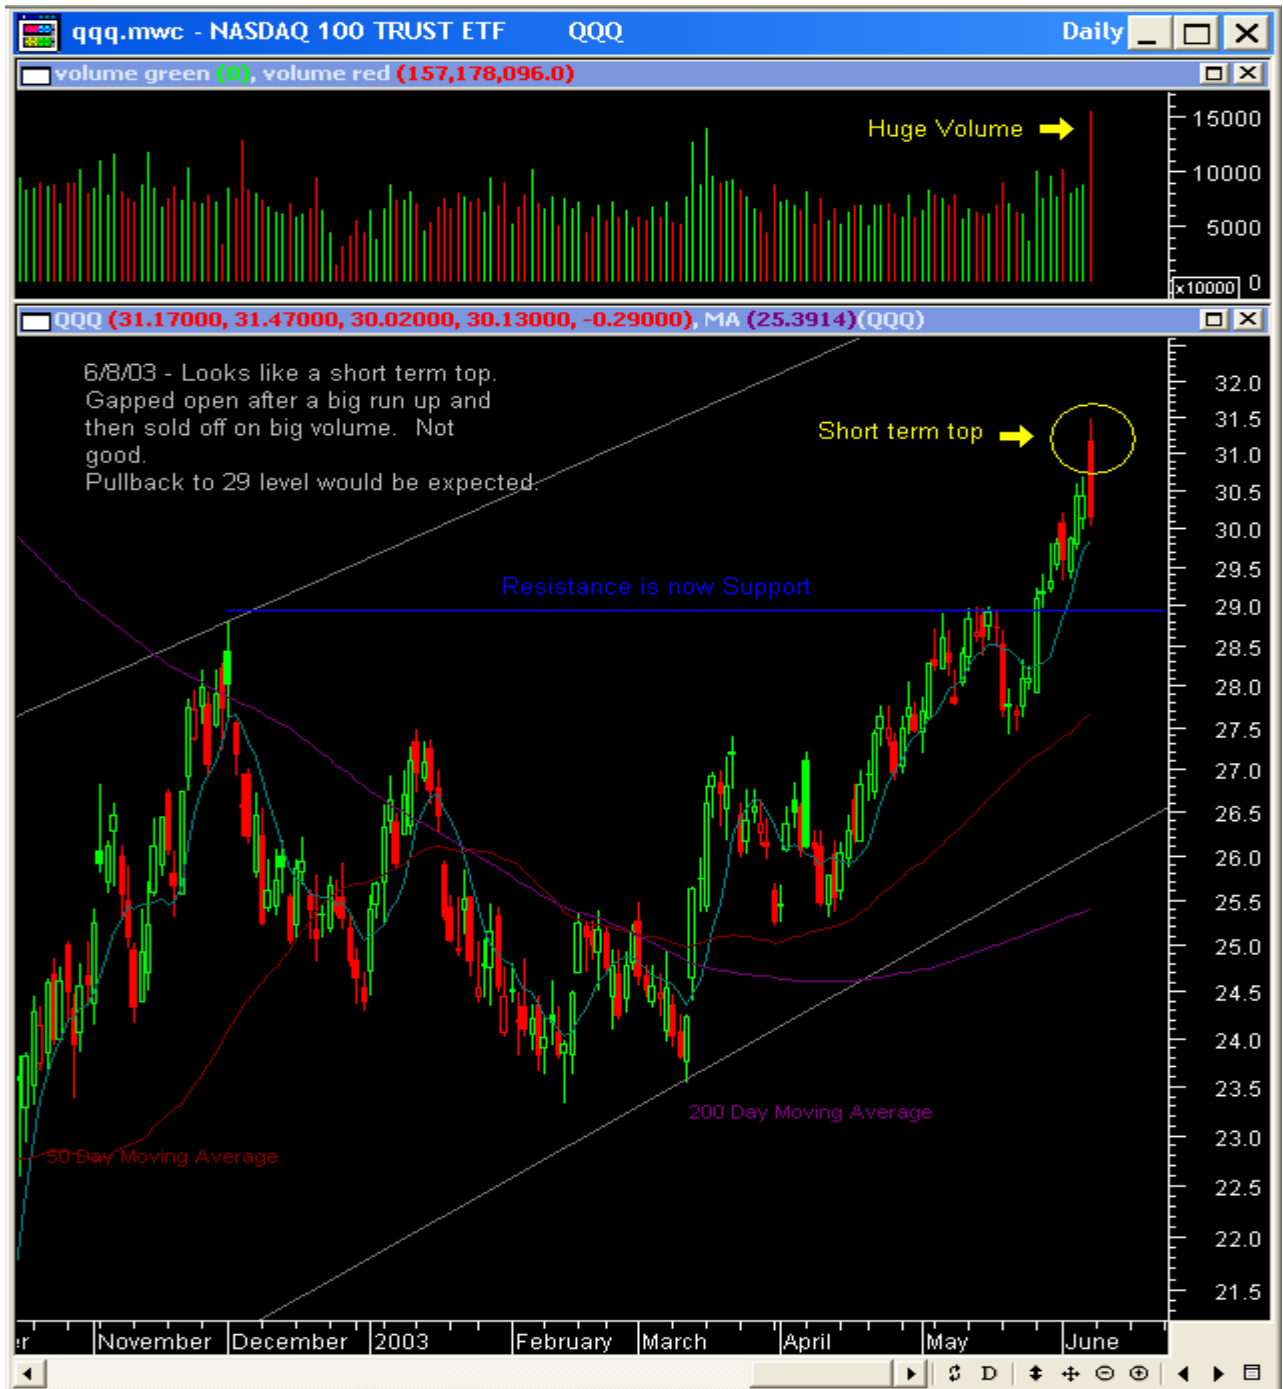 qqq.mwc - NASDAQ 100 TRUST ETF QQQ Daily
volume green (0), volume red (157,178,096.0)
Huge Volume
15000
10000
5000
0
x10000
QQQ (31.17000, 31.47000, 30.02000, 30.13000, -0.29000), MA (25.3914)(QQQ)
6/8/03 - Looks like a short term top.
Gapped open after a big run up and
then sold off on big volume. Not
good.
Pullback to 29 level would be expected.
Short term top
Resistance is now Support
200 Day Moving Average
50 Day Moving Average
32.0
31.5
31.0
30.5
30.0
29.5
29.0
28.5
28.0
27.5
27.0
26.5
26.0
25.5
25.0
24.5
24.0
23.5
23.0
22.5
22.0
21.5
er November December 2003 February March April May June
D